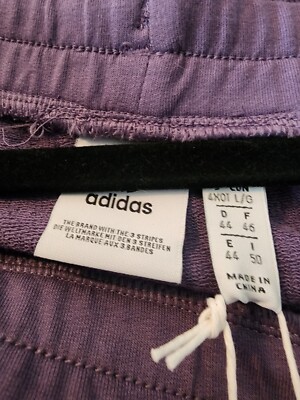 adidas
THE BRAND WITH THE 3 STRIPES
DIE WELTMARKE MIT DEN 3 STREIFEN
LA MARQUE AUX 3 BANDES
4X01 L/G
D F
44 46
E I
44 50
MADE IN
CHINA